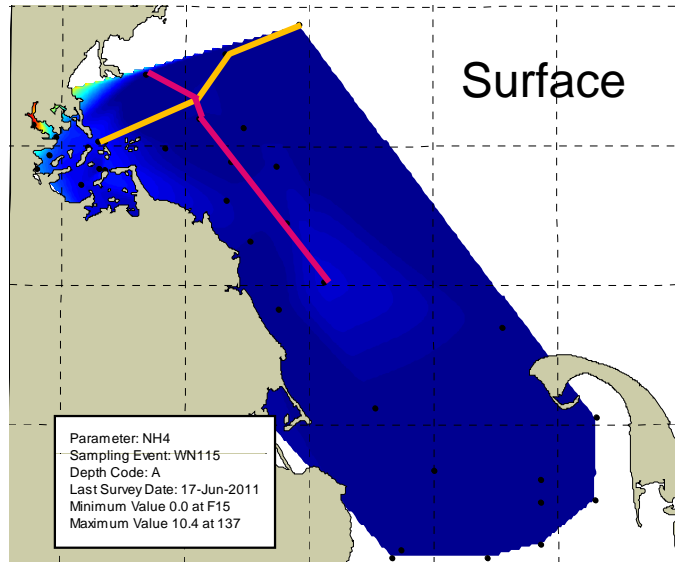 Surface
Parameter: NH4
Sampling Event: WN115
Depth Code: A
Last Survey Date: 17-Jun-2011
Minimum Value 0.0 at F15
Maximum Value 10.4 at 137